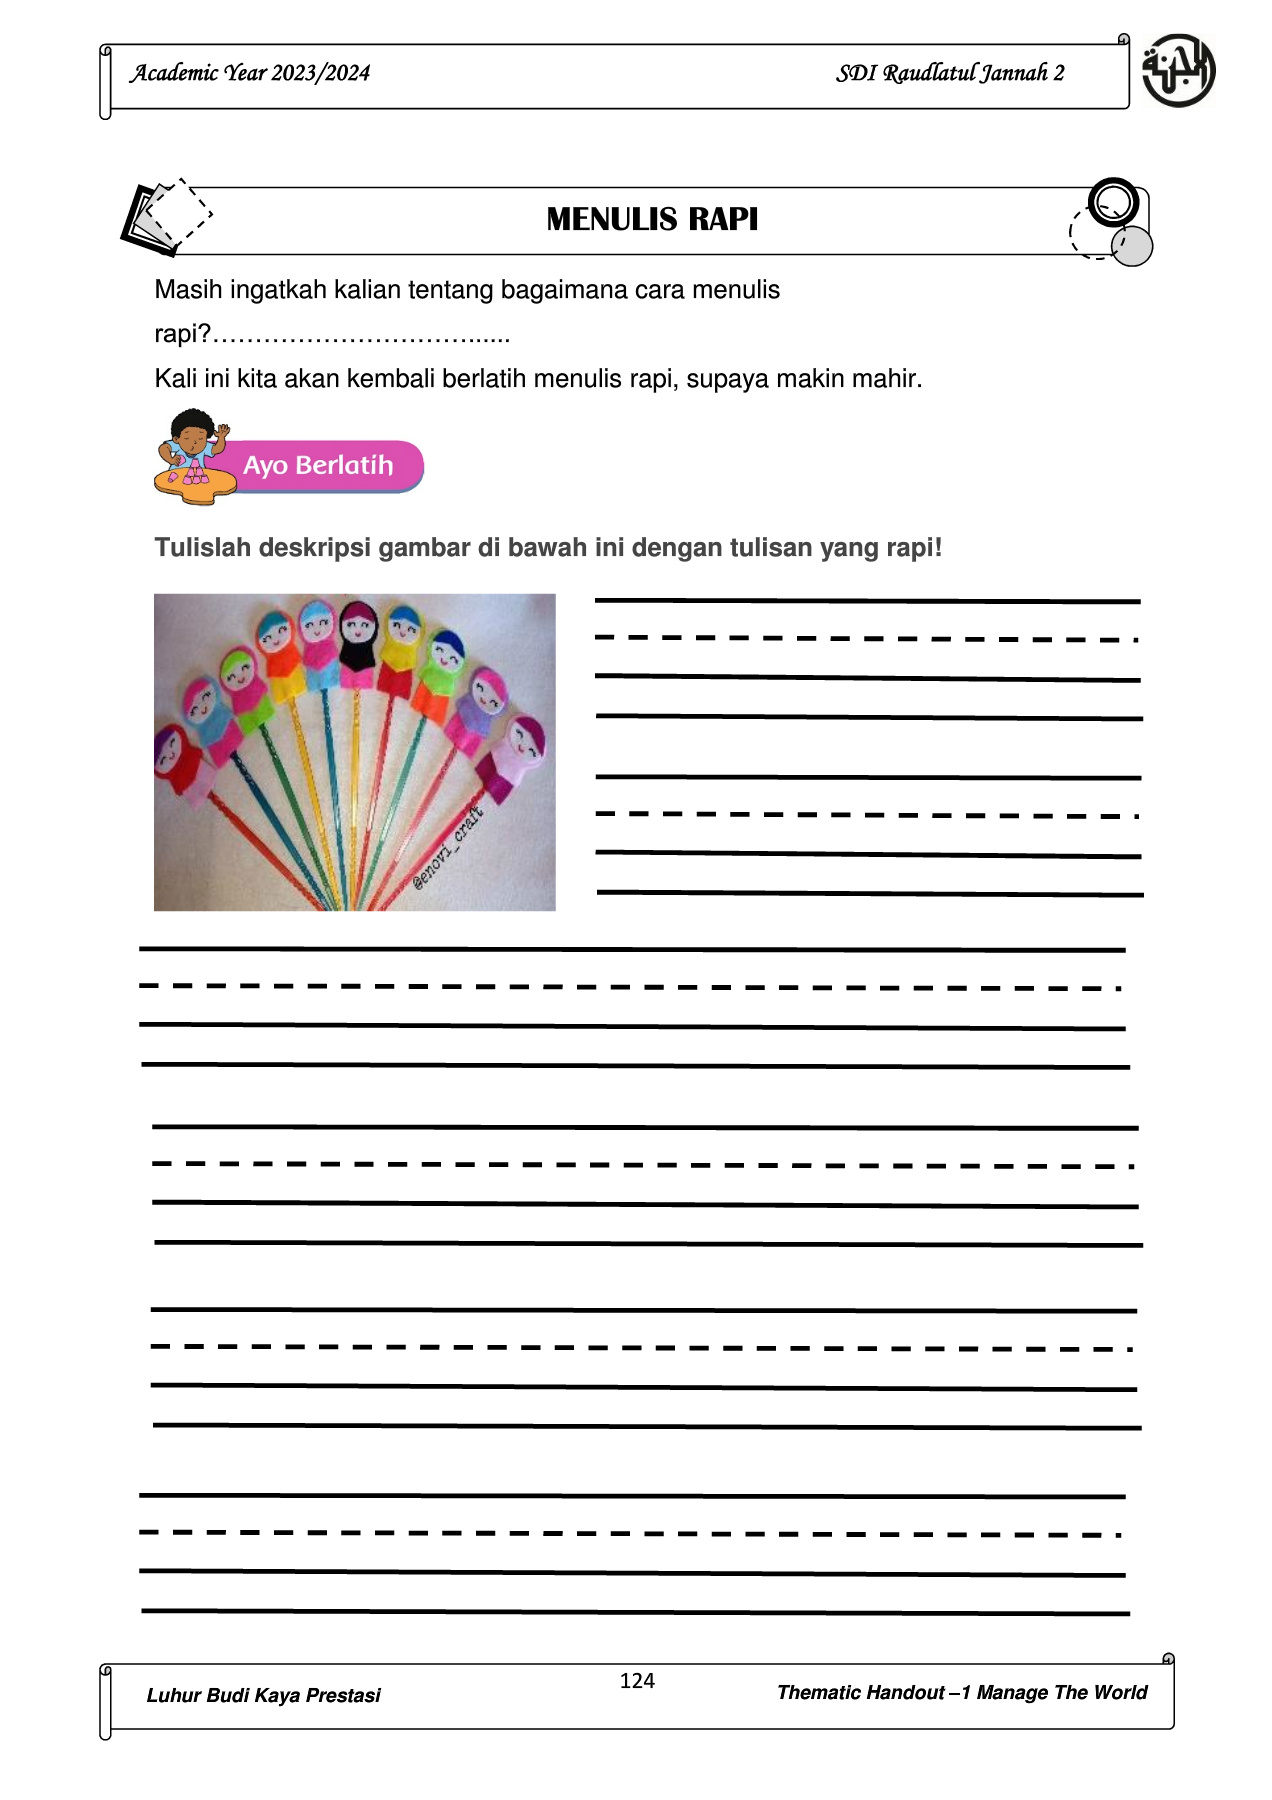 Academic Year 2023/2024
SDI Raudlatul Jannah 2
MENULIS RAPI
Masih ingatkah kalian tentang bagaimana cara menulis
rapi?…………………………......
Kali ini kita akan kembali berlatih menulis rapi, supaya makin mahir.
Ayo Berlatih
Tulislah deskripsi gambar di bawah ini dengan tulisan yang rapi!
@enovi_craft
Luhur Budi Kaya Prestasi
124
Thematic Handout –1 Manage The World